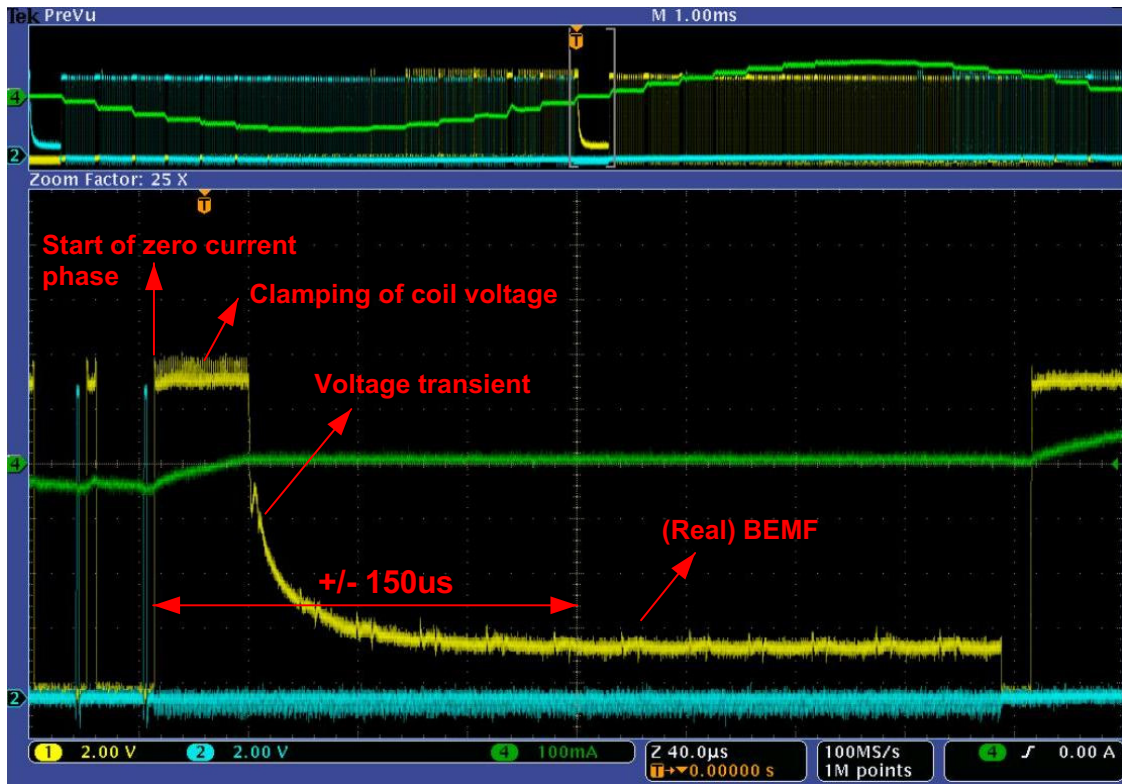 Tek PreVu M 1.00ms
T
4
2
Zoom Factor: 25 X
T
Start of zero current
phase
Clamping of coil voltage
Voltage transient
4
(Real) BEMF
+/- 150us
2
1 2.00 V 2 2.00 V 4 100mA Z 40.0µs 100MS/s 4 0.00 A
T→▼0.00000 s 1M points